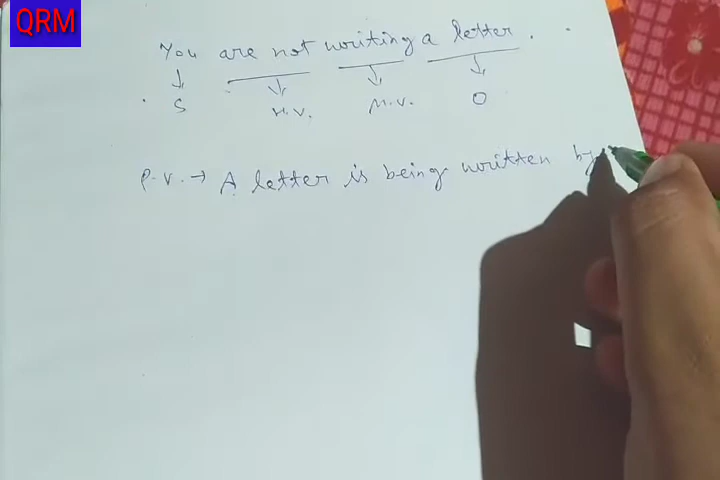 QRM
You are not writing a letter.
S H.V. M.V. O
P.V. → A letter is being written by